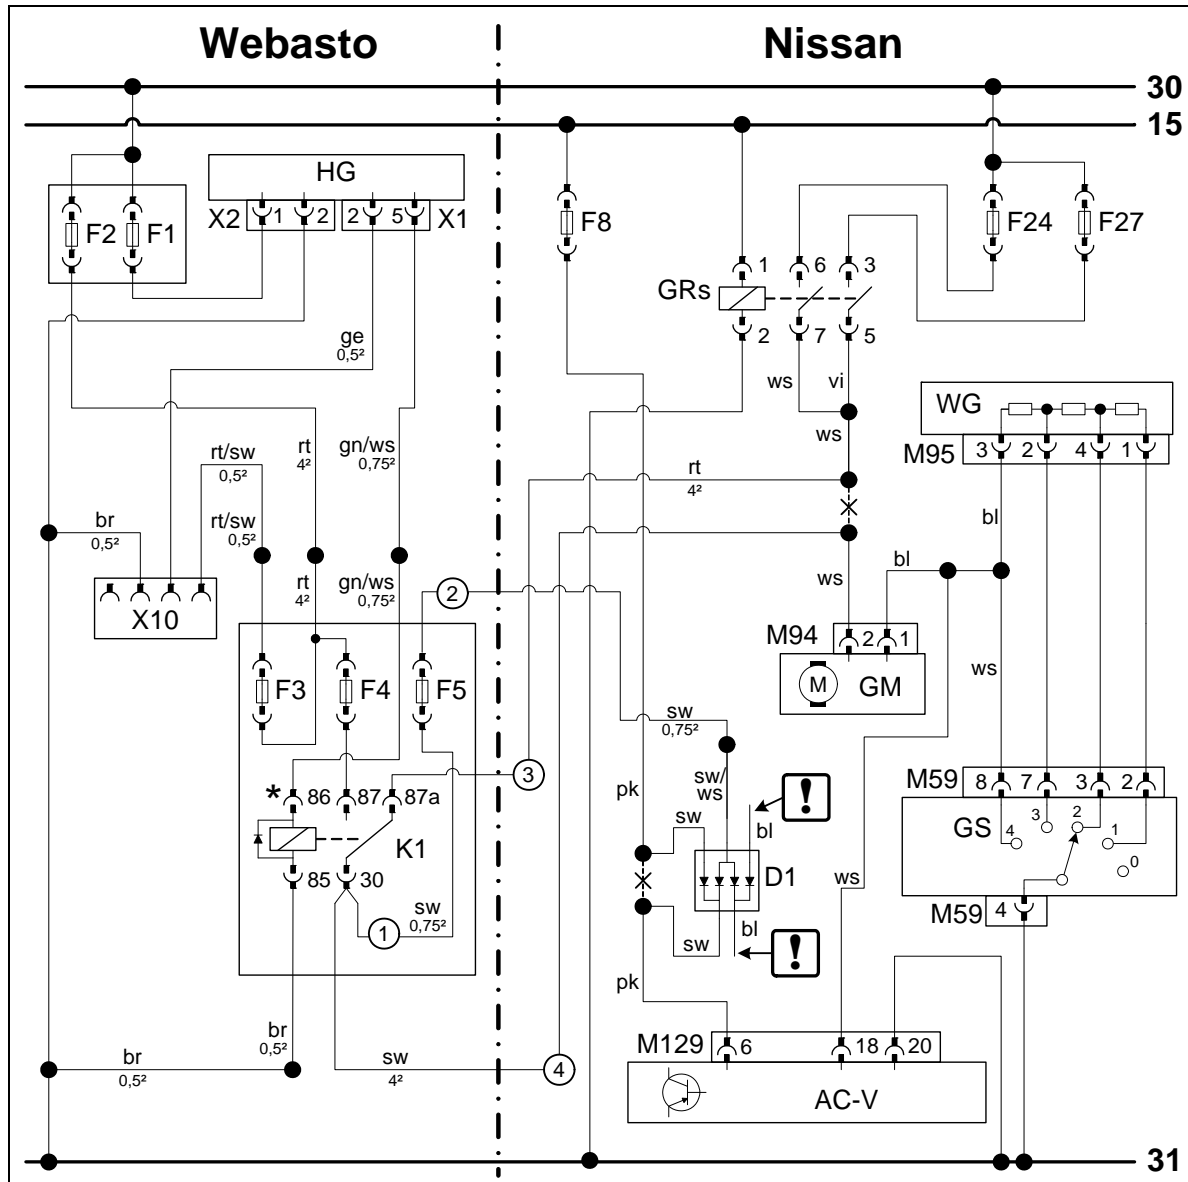 Webasto Nissan
30
15
HG
X2 1 2 2 5 X1
F2 F1
F8
F24 F27
1 6 3
GRs
2 7 5
ge
0,5²
ws vi
WG
ws
M95 3 2 4 1
rt/sw
0,5²
rt
4²
gn/ws
0,75²
rt
4²
br
0,5²
rt/sw
0,5²
bl
bl
rt
4²
gn/ws
0,75²
ws
X10
2
M94 2 1
M GM
ws
F3 F4 F5
sw
0,75²
3
* 86 87 87a
K1
85 30
pk
sw/
ws
!
bl
sw
M59 8 7 3 2
GS 4 3 2 1 0
D1
ws
sw
0,75²
1
M59 4
bl
sw
!
pk
br
0,5²
M129 6 18 20
br
0,5²
sw
4²
4
AC-V
31